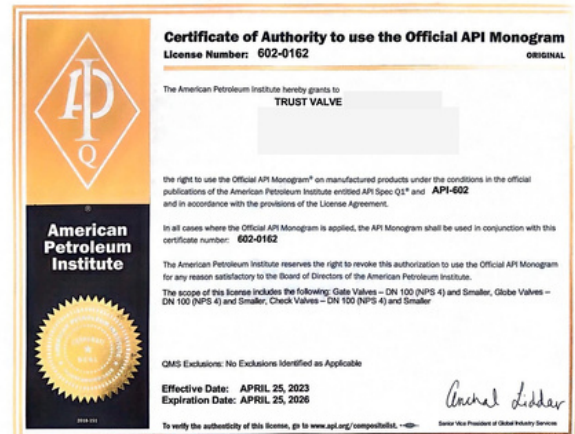 Certificate of Authority to use the Official API Monogram
License Number: 602-0162
ORIGINAL
The American Petroleum Institute hereby grants to
TRUST VALVE
the right to use the Official API Monogram® on manufactured products under the conditions in the official
publications of the American Petroleum Institute entitled API Spec Q1® and API-602
and in accordance with the provisions of the License Agreement.
In all cases where the Official API Monogram is applied, the API Monogram shall be used in conjunction with this
certificate number: 602-0162
The American Petroleum Institute reserves the right to revoke this authorization to use the Official API Monogram
for any reason satisfactory to the Board of Directors of the American Petroleum Institute.
The scope of this license includes the following: Gate Valves – DN 100 (NPS 4) and Smaller, Globe Valves –
DN 100 (NPS 4) and Smaller, Check Valves – DN 100 (NPS 4) and Smaller
QMS Exclusions: No Exclusions Identified as Applicable
Effective Date: APRIL 25, 2023
Expiration Date: APRIL 25, 2026
To verify the authenticity of this license, go to www.api.org/compositelist.
Anchal Liddar
Senior Vice President of Global Industry Services
API
Q
American
Petroleum
Institute